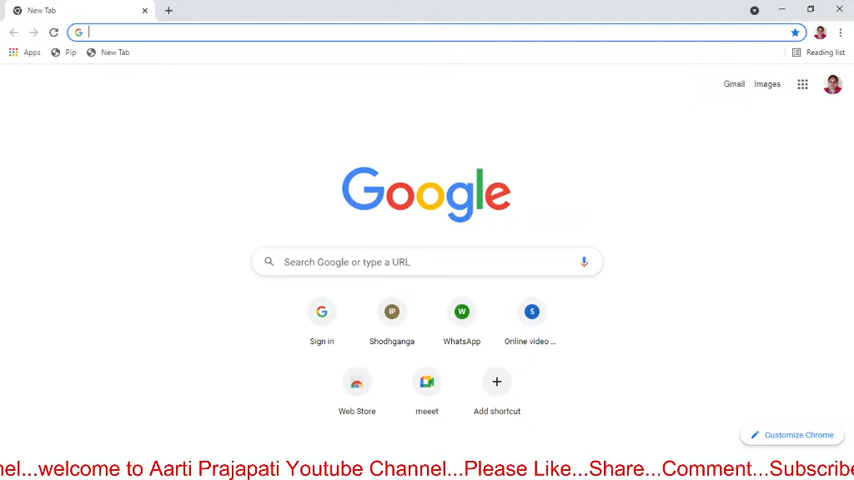 New Tab
Apps Pip New Tab Reading list
Gmail Images
Google
Search Google or type a URL
IP W S
Sign in Shodhganga WhatsApp Online video ...
Web Store meeet Add shortcut
Customize Chrome
nel...welcome to Aarti Prajapati Youtube Channel...Please Like...Share...Comment...Subscribe